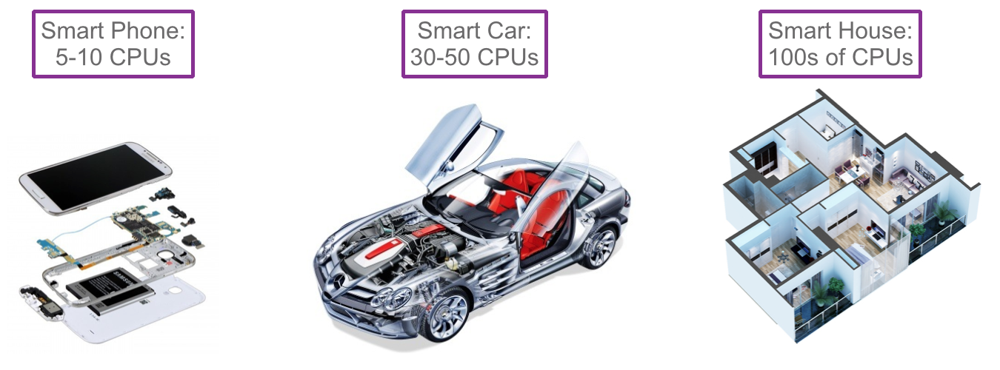 Smart Phone:
5-10 CPUs
Smart Car:
30-50 CPUs
Smart House:
100s of CPUs
SAMSUNG